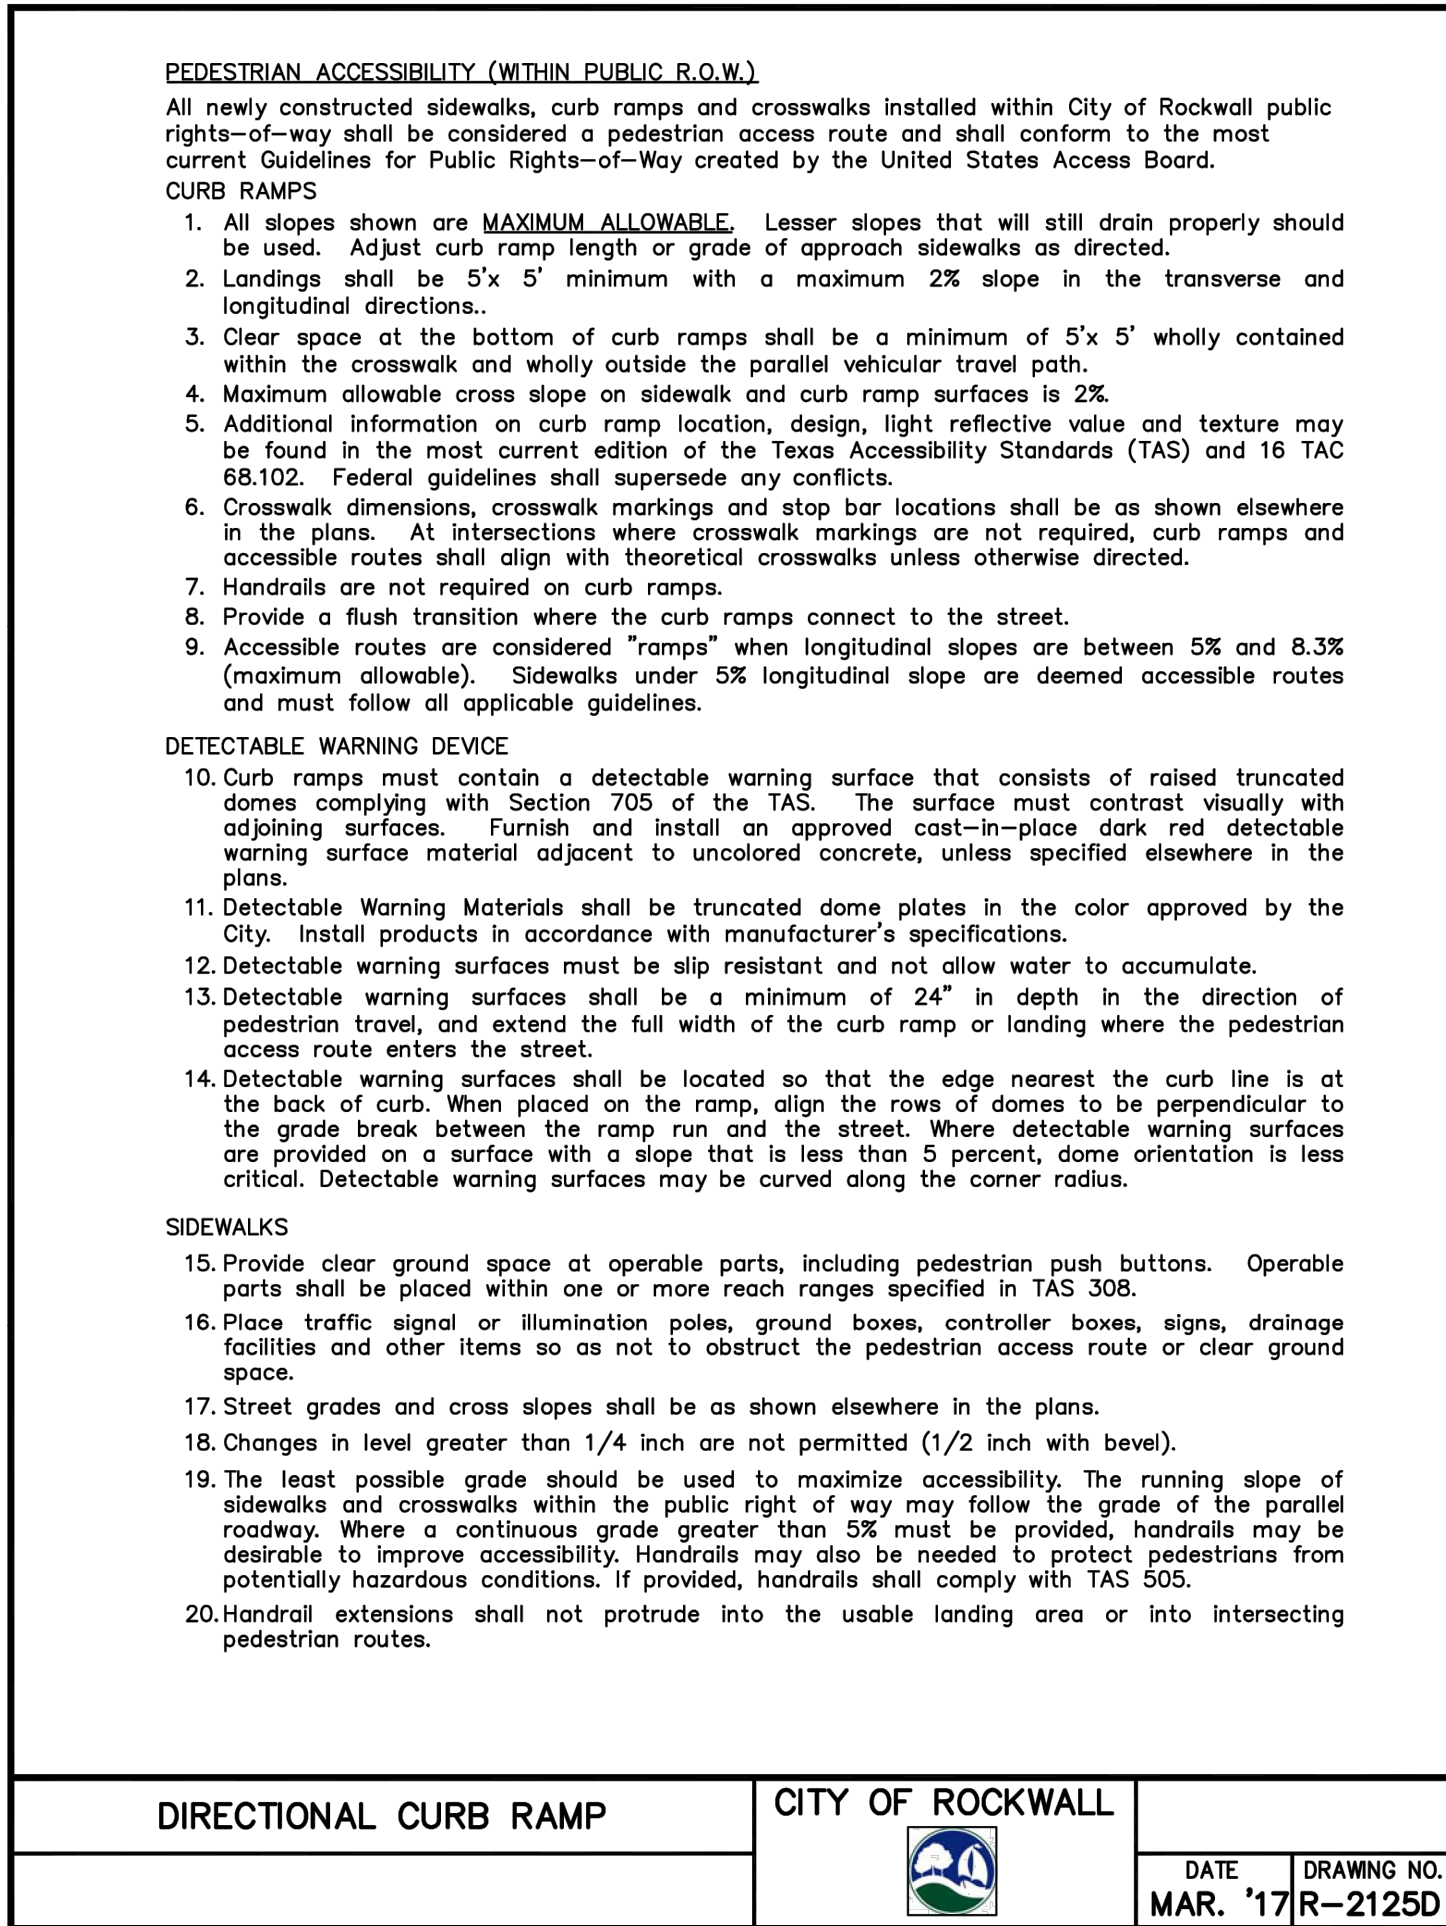 PEDESTRIAN ACCESSIBILITY (WITHIN PUBLIC R.O.W.)
All newly constructed sidewalks, curb ramps and crosswalks installed within City of Rockwall public
rights-of-way shall be considered a pedestrian access route and shall conform to the most
current Guidelines for Public Rights-of-Way created by the United States Access Board.
CURB RAMPS
1. All slopes shown are MAXIMUM ALLOWABLE. Lesser slopes that will still drain properly should
be used. Adjust curb ramp length or grade of approach sidewalks as directed.
2. Landings shall be 5'x 5' minimum with a maximum 2% slope in the transverse and
longitudinal directions..
3. Clear space at the bottom of curb ramps shall be a minimum of 5'x 5' wholly contained
within the crosswalk and wholly outside the parallel vehicular travel path.
4. Maximum allowable cross slope on sidewalk and curb ramp surfaces is 2%.
5. Additional information on curb ramp location, design, light reflective value and texture may
be found in the most current edition of the Texas Accessibility Standards (TAS) and 16 TAC
68.102. Federal guidelines shall supersede any conflicts.
6. Crosswalk dimensions, crosswalk markings and stop bar locations shall be as shown elsewhere
in the plans. At intersections where crosswalk markings are not required, curb ramps and
accessible routes shall align with theoretical crosswalks unless otherwise directed.
7. Handrails are not required on curb ramps.
8. Provide a flush transition where the curb ramps connect to the street.
9. Accessible routes are considered "ramps" when longitudinal slopes are between 5% and 8.3%
(maximum allowable). Sidewalks under 5% longitudinal slope are deemed accessible routes
and must follow all applicable guidelines.
DETECTABLE WARNING DEVICE
10. Curb ramps must contain a detectable warning surface that consists of raised truncated
domes complying with Section 705 of the TAS. The surface must contrast visually with
adjoining surfaces. Furnish and install an approved cast-in-place dark red detectable
warning surface material adjacent to uncolored concrete, unless specified elsewhere in the
plans.
11. Detectable Warning Materials shall be truncated dome plates in the color approved by the
City. Install products in accordance with manufacturer's specifications.
12. Detectable warning surfaces must be slip resistant and not allow water to accumulate.
13. Detectable warning surfaces shall be a minimum of 24" in depth in the direction of
pedestrian travel, and extend the full width of the curb ramp or landing where the pedestrian
access route enters the street.
14. Detectable warning surfaces shall be located so that the edge nearest the curb line is at
the back of curb. When placed on the ramp, align the rows of domes to be perpendicular to
the grade break between the ramp run and the street. Where detectable warning surfaces
are provided on a surface with a slope that is less than 5 percent, dome orientation is less
critical. Detectable warning surfaces may be curved along the corner radius.
SIDEWALKS
15. Provide clear ground space at operable parts, including pedestrian push buttons. Operable
parts shall be placed within one or more reach ranges specified in TAS 308.
16. Place traffic signal or illumination poles, ground boxes, controller boxes, signs, drainage
facilities and other items so as not to obstruct the pedestrian access route or clear ground
space.
17. Street grades and cross slopes shall be as shown elsewhere in the plans.
18. Changes in level greater than 1/4 inch are not permitted (1/2 inch with bevel).
19. The least possible grade should be used to maximize accessibility. The running slope of
sidewalks and crosswalks within the public right of way may follow the grade of the parallel
roadway. Where a continuous grade greater than 5% must be provided, handrails may be
desirable to improve accessibility. Handrails may also be needed to protect pedestrians from
potentially hazardous conditions. If provided, handrails shall comply with TAS 505.
20. Handrail extensions shall not protrude into the usable landing area or into intersecting
pedestrian routes.
DIRECTIONAL CURB RAMP
CITY OF ROCKWALL
DATE
MAR. '17
DRAWING NO.
R-2125D